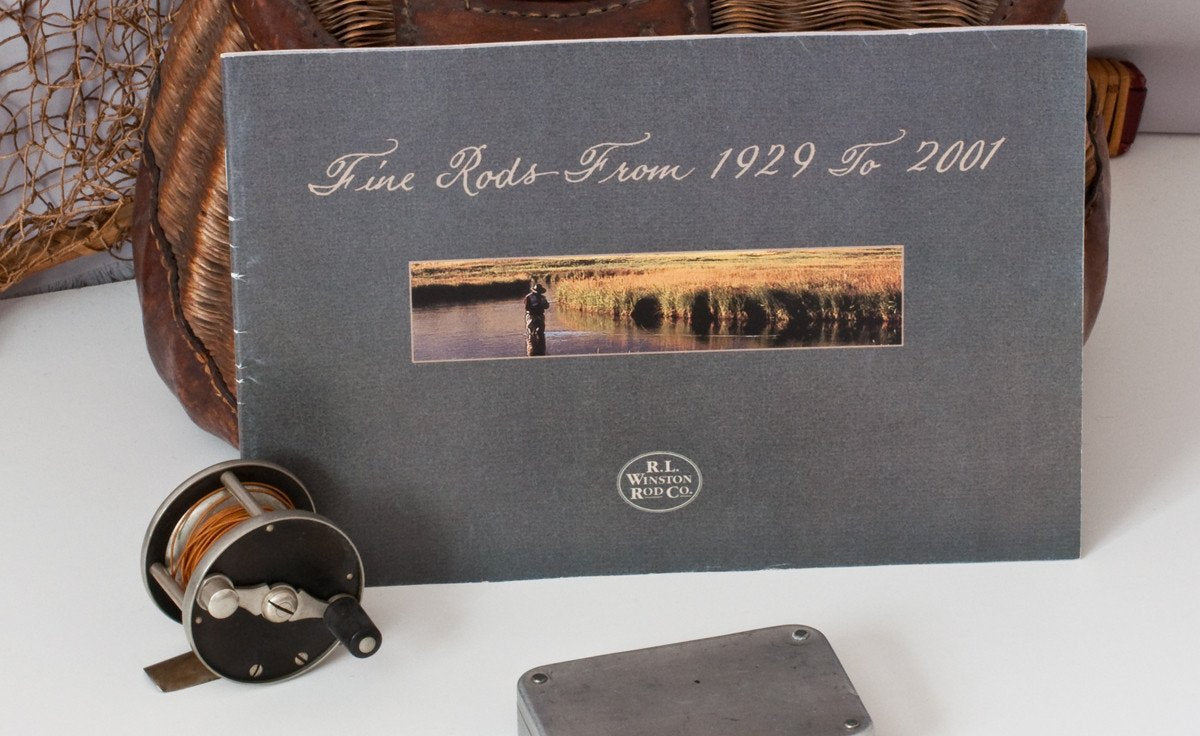 Fine Rods From 1929 To 2001
R.L.
Winston
Rod Co.